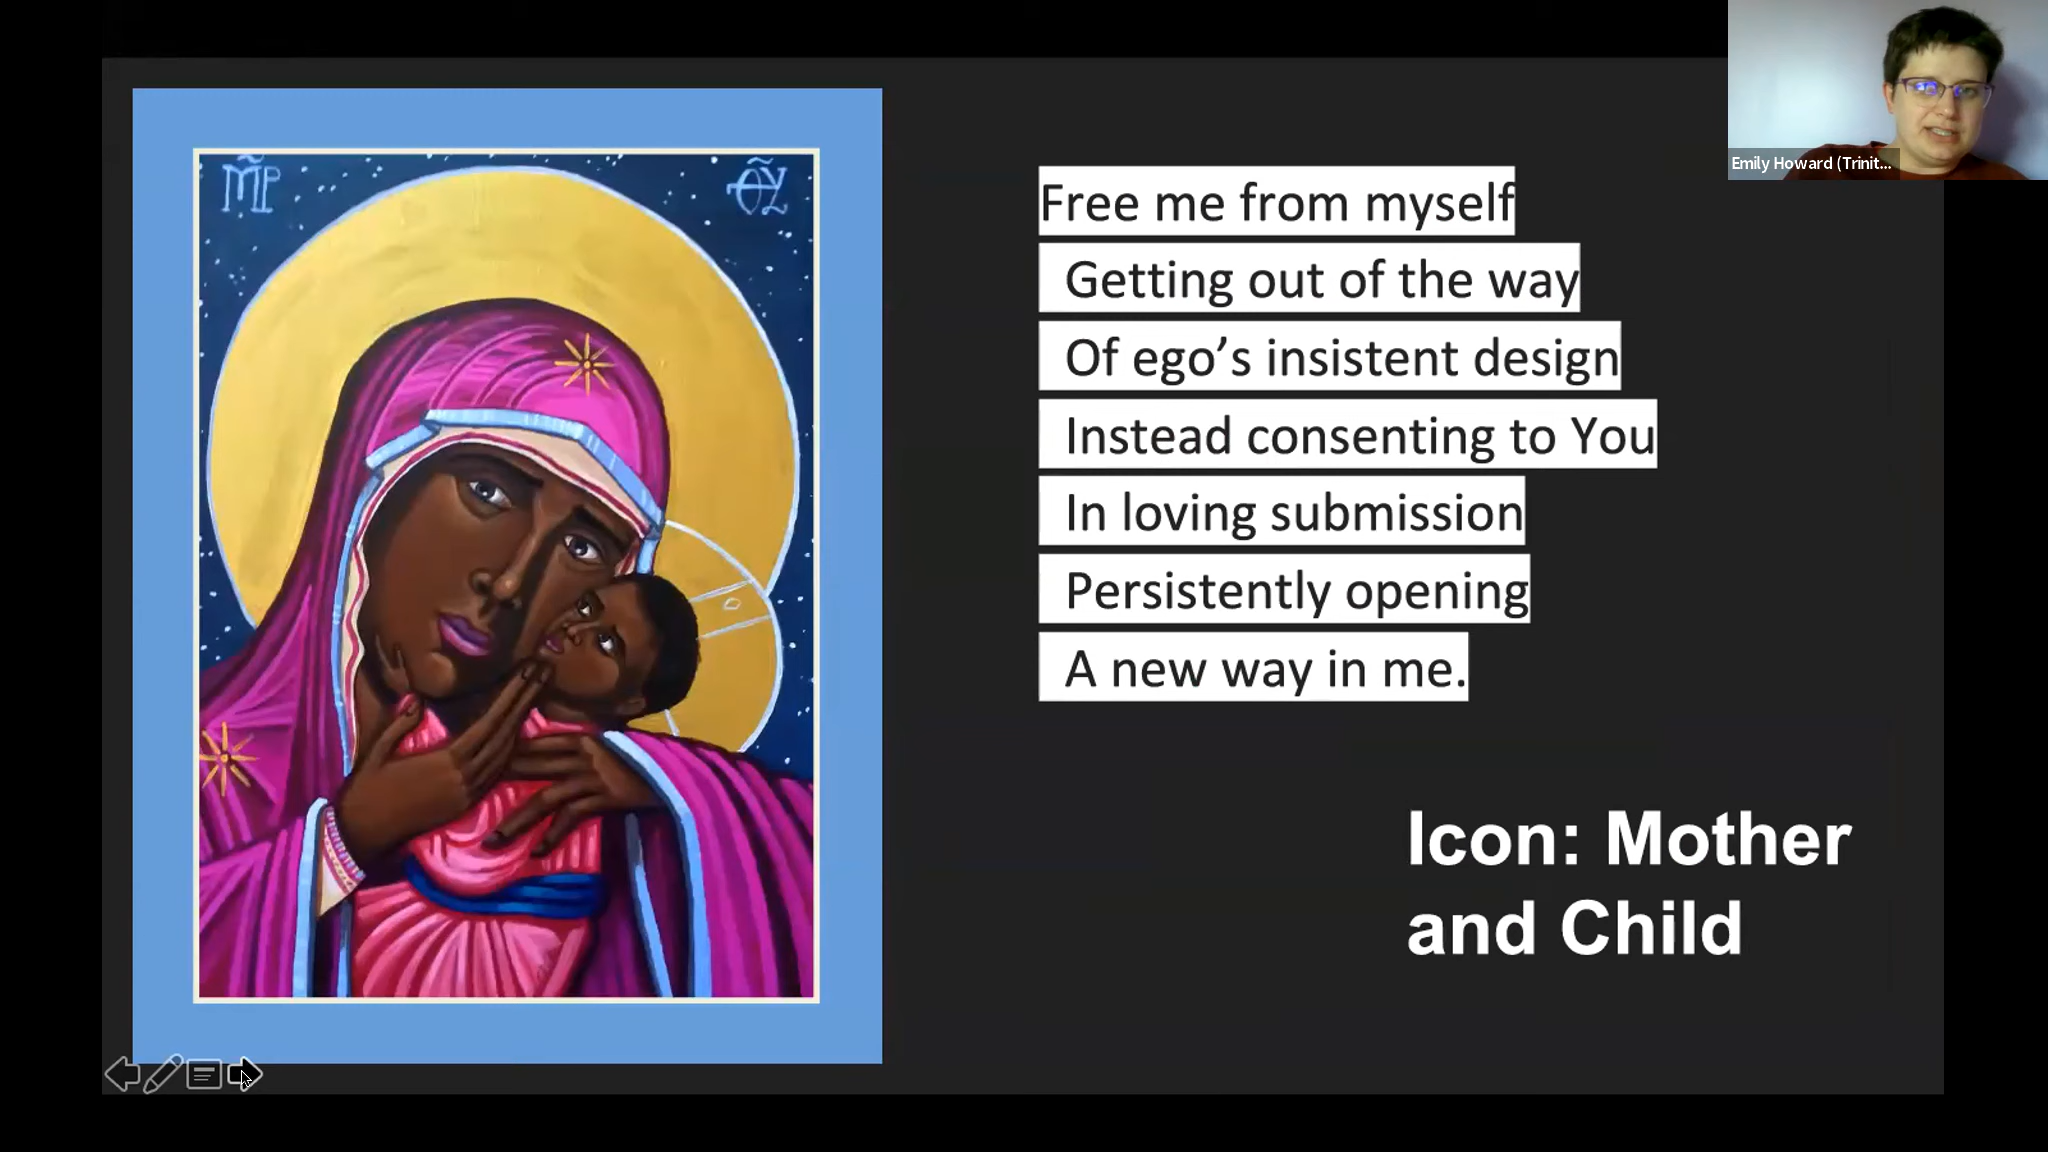 Emily Howard (Trinit...
ΜΡ
ΘΥ
Free me from myself
Getting out of the way
Of ego’s insistent design
Instead consenting to You
In loving submission
Persistently opening
A new way in me.
Icon: Mother
and Child